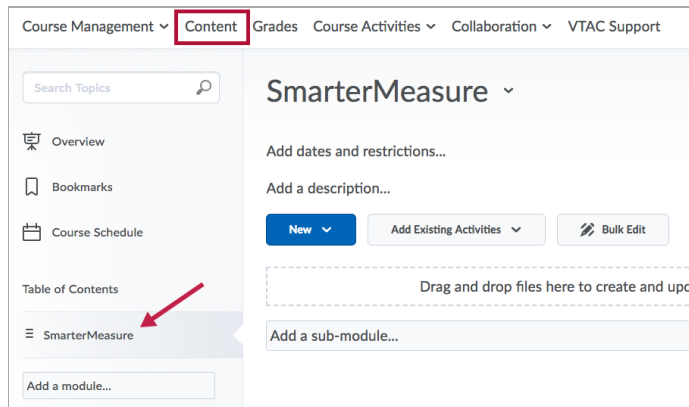 Course Management Content Grades Course Activities Collaboration VTAC Support
Search Topics
Overview
Bookmarks
Course Schedule
Table of Contents
SmarterMeasure
Add a module...
SmarterMeasure
Add dates and restrictions...
Add a description...
New Add Existing Activities Bulk Edit
Drag and drop files here to create and upd
Add a sub-module...